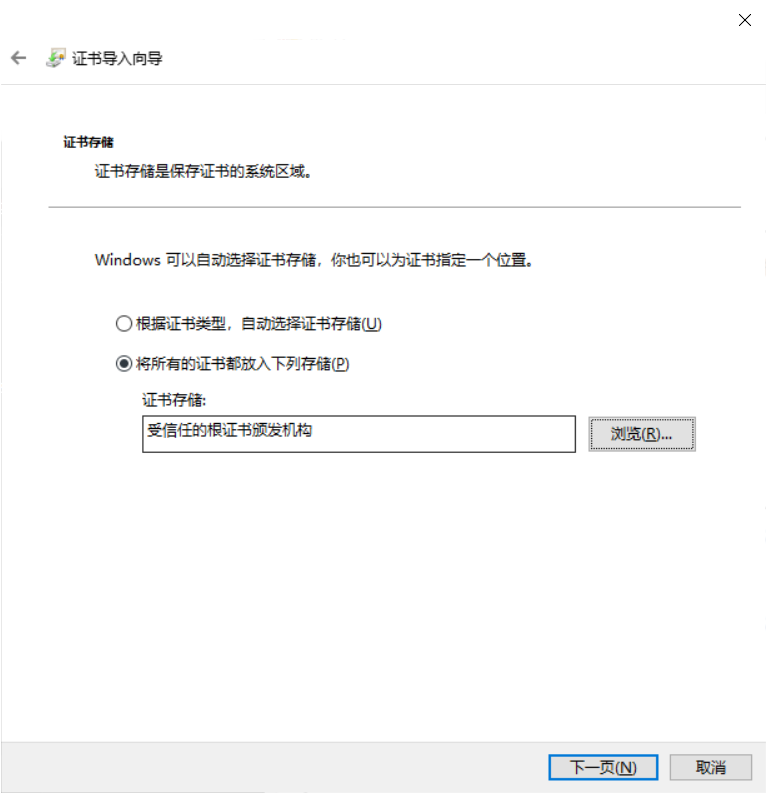 证书导入向导
证书存储
证书存储是保存证书的系统区域。
Windows 可以自动选择证书存储，你也可以为证书指定一个位置。
根据证书类型，自动选择证书存储(U)
将所有的证书都放入下列存储(P)
证书存储:
受信任的根证书颁发机构
浏览(R)...
下一页(N)
取消